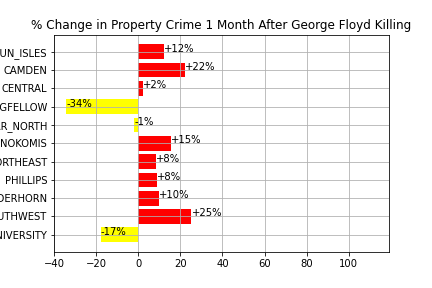 % Change in Property Crime 1 Month After George Floyd Killing
UN_ISLES +12%
CAMDEN +22%
CENTRAL +2%
GFELLOW -34%
R_NORTH -1%
NOKOMIS +15%
ORTHEAST +8%
PHILLIPS +8%
DERHORN +10%
UTHWEST +25%
NIVERSITY -17%
-40 -20 0 20 40 60 80 100